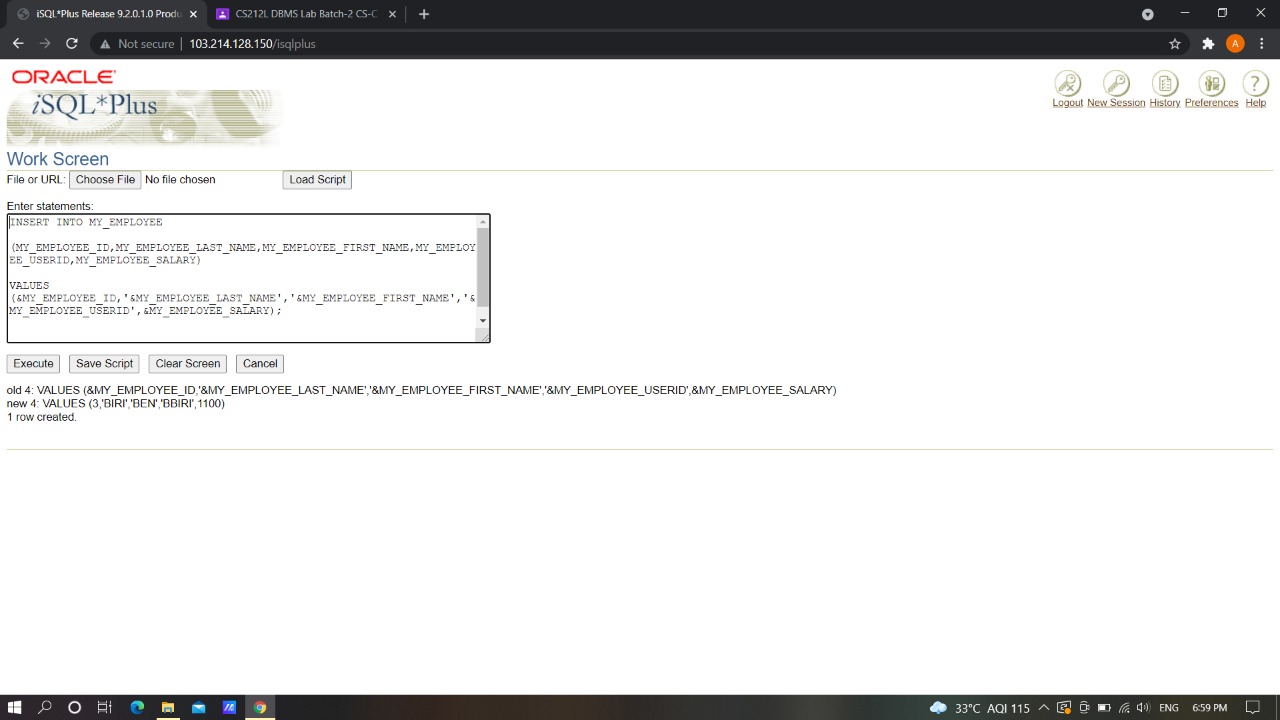 iSQL*Plus Release 9.2.0.1.0 Produ
CS212L DBMS Lab Batch-2 CS-C
Not secure | 103.214.128.150/isqlplus
A
ORACLE
iSQL*Plus
Logout New Session History Preferences Help
Work Screen
File or URL: Choose File No file chosen Load Script
Enter statements:
INSERT INTO MY_EMPLOYEE
(MY_EMPLOYEE_ID,MY_EMPLOYEE_LAST_NAME,MY_EMPLOYEE_FIRST_NAME,MY_EMPLOY
EE_USERID,MY_EMPLOYEE_SALARY)
VALUES
(&MY_EMPLOYEE_ID,'&MY_EMPLOYEE_LAST_NAME','&MY_EMPLOYEE_FIRST_NAME','&
MY_EMPLOYEE_USERID',&MY_EMPLOYEE_SALARY);
Execute Save Script Clear Screen Cancel
old 4: VALUES (&MY_EMPLOYEE_ID,'&MY_EMPLOYEE_LAST_NAME','&MY_EMPLOYEE_FIRST_NAME','&MY_EMPLOYEE_USERID',&MY_EMPLOYEE_SALARY)
new 4: VALUES (3,'BIRI','BEN','BBIRI',1100)
1 row created.
33°C AQI 115 ENG 6:59 PM